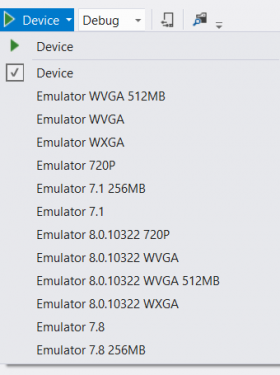 Device Debug
Device
Device
Emulator WVGA 512MB
Emulator WVGA
Emulator WXGA
Emulator 720P
Emulator 7.1 256MB
Emulator 7.1
Emulator 8.0.10322 720P
Emulator 8.0.10322 WVGA
Emulator 8.0.10322 WVGA 512MB
Emulator 8.0.10322 WXGA
Emulator 7.8
Emulator 7.8 256MB